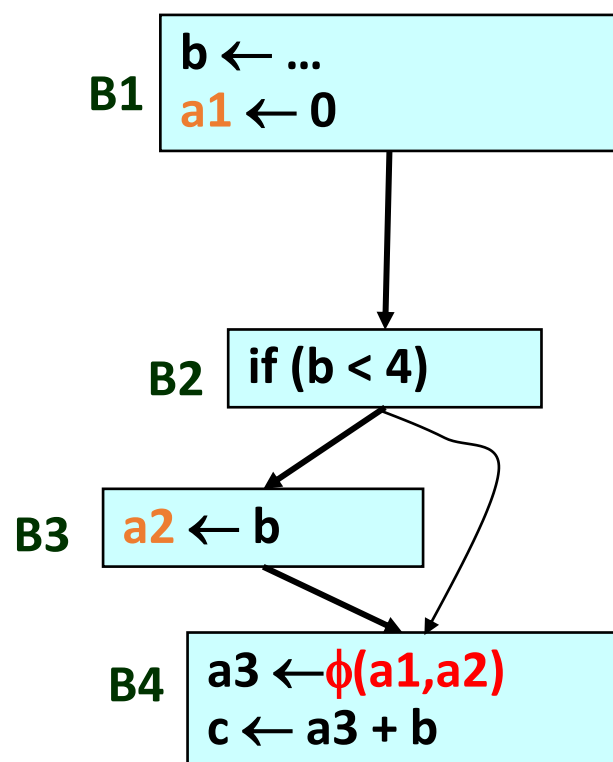 B1
b ← ...
a1 ← 0
B2
if (b < 4)
B3
a2 ← b
B4
a3 ←ϕ(a1,a2)
c ← a3 + b